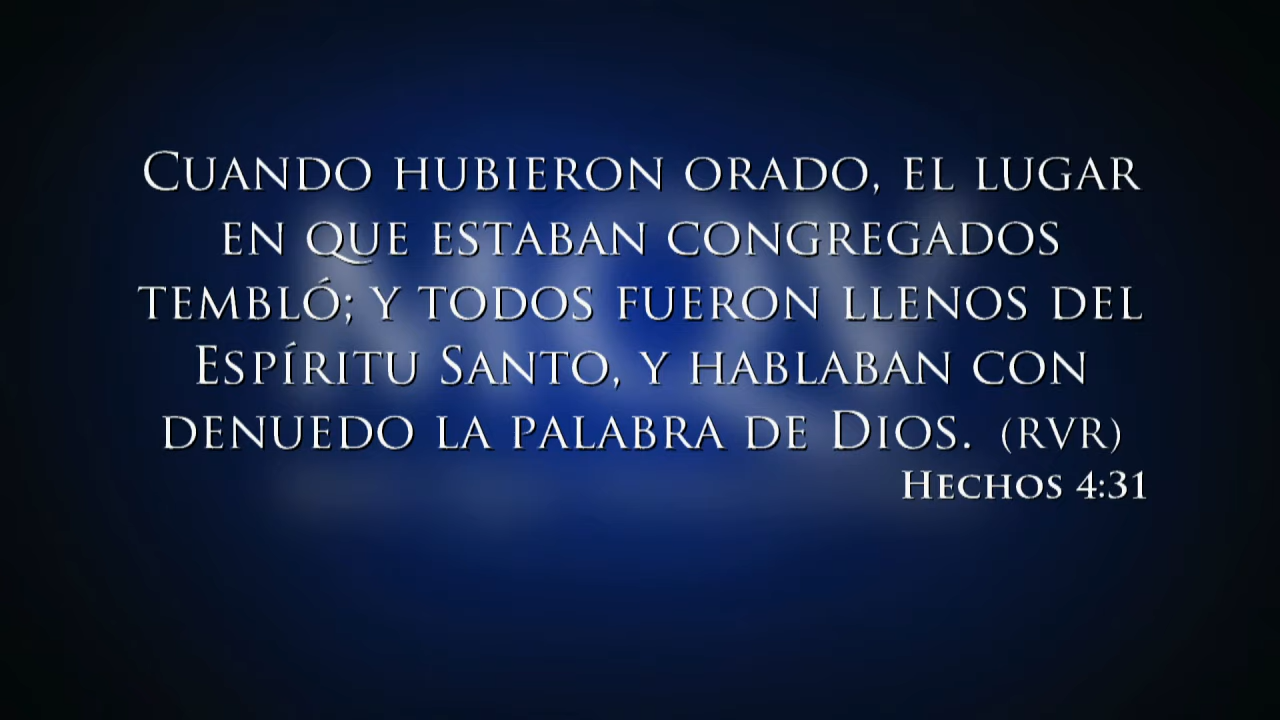 Cuando hubieron orado, el lugar
en que estaban congregados
tembló; y todos fueron llenos del
Espíritu Santo, y hablaban con
denuedo la palabra de Dios. (RVR)
Hechos 4:31